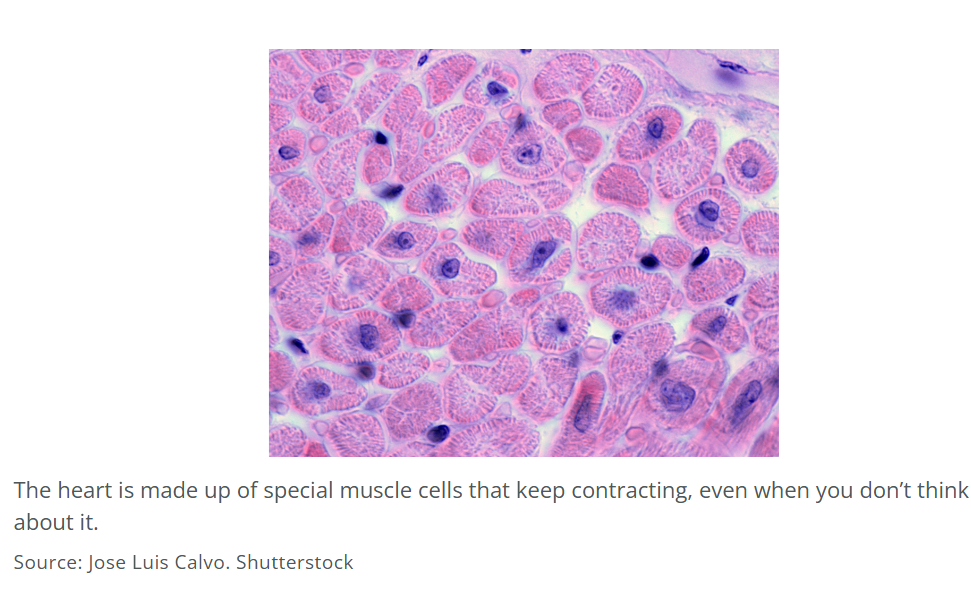 The heart is made up of special muscle cells that keep contracting, even when you don’t think
about it.
Source: Jose Luis Calvo. Shutterstock